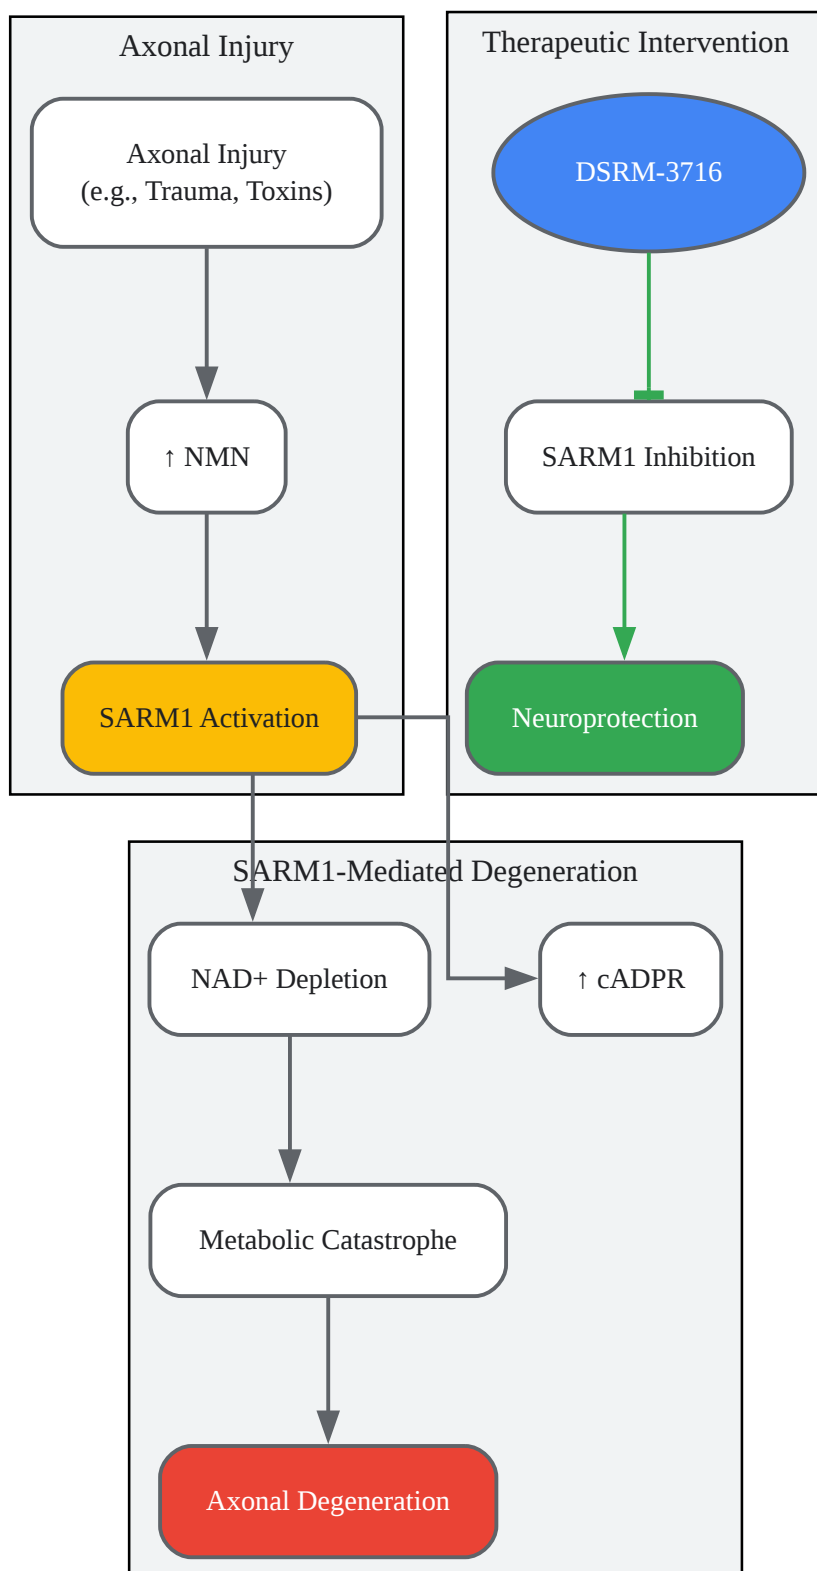 Axonal Injury
Axonal Injury
(e.g., Trauma, Toxins)
↑ NMN
SARM1 Activation
Therapeutic Intervention
DSRM-3716
SARM1 Inhibition
Neuroprotection
SARM1-Mediated Degeneration
NAD+ Depletion
↑ cADPR
Metabolic Catastrophe
Axonal Degeneration